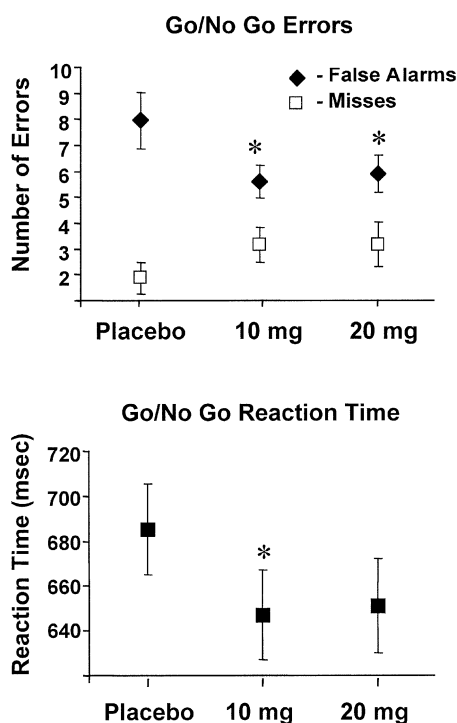 Go/No Go Errors
Number of Errors
10
9
8
7
6
5
4
3
2
◆ - False Alarms
□ - Misses
*
*
Placebo 10 mg 20 mg
Go/No Go Reaction Time
Reaction Time (msec)
720
700
680
660
640
620
*
Placebo 10 mg 20 mg